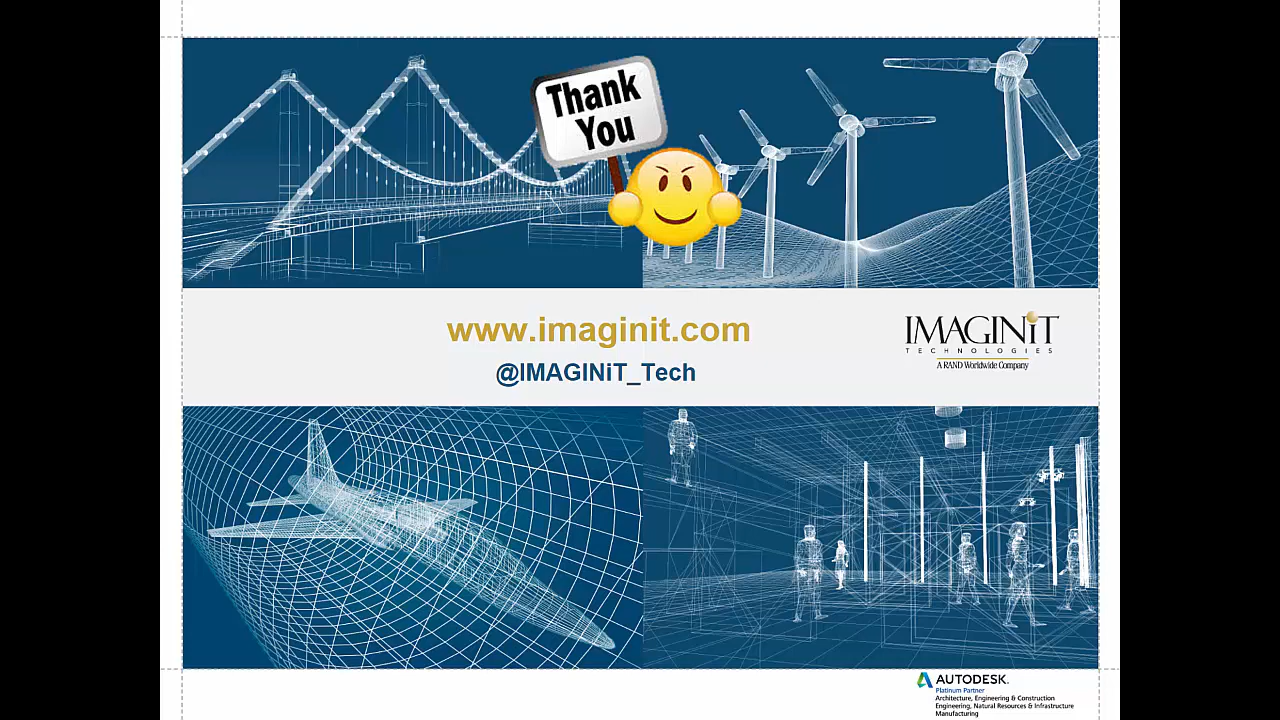 Thank
You
www.imaginit.com
@IMAGINiT_Tech
IMAGINiT
TECHNOLOGIES
A RAND Worldwide Company
AUTODESK.
Platinum Partner
Architecture, Engineering & Construction
Engineering, Natural Resources & Infrastructure
Manufacturing